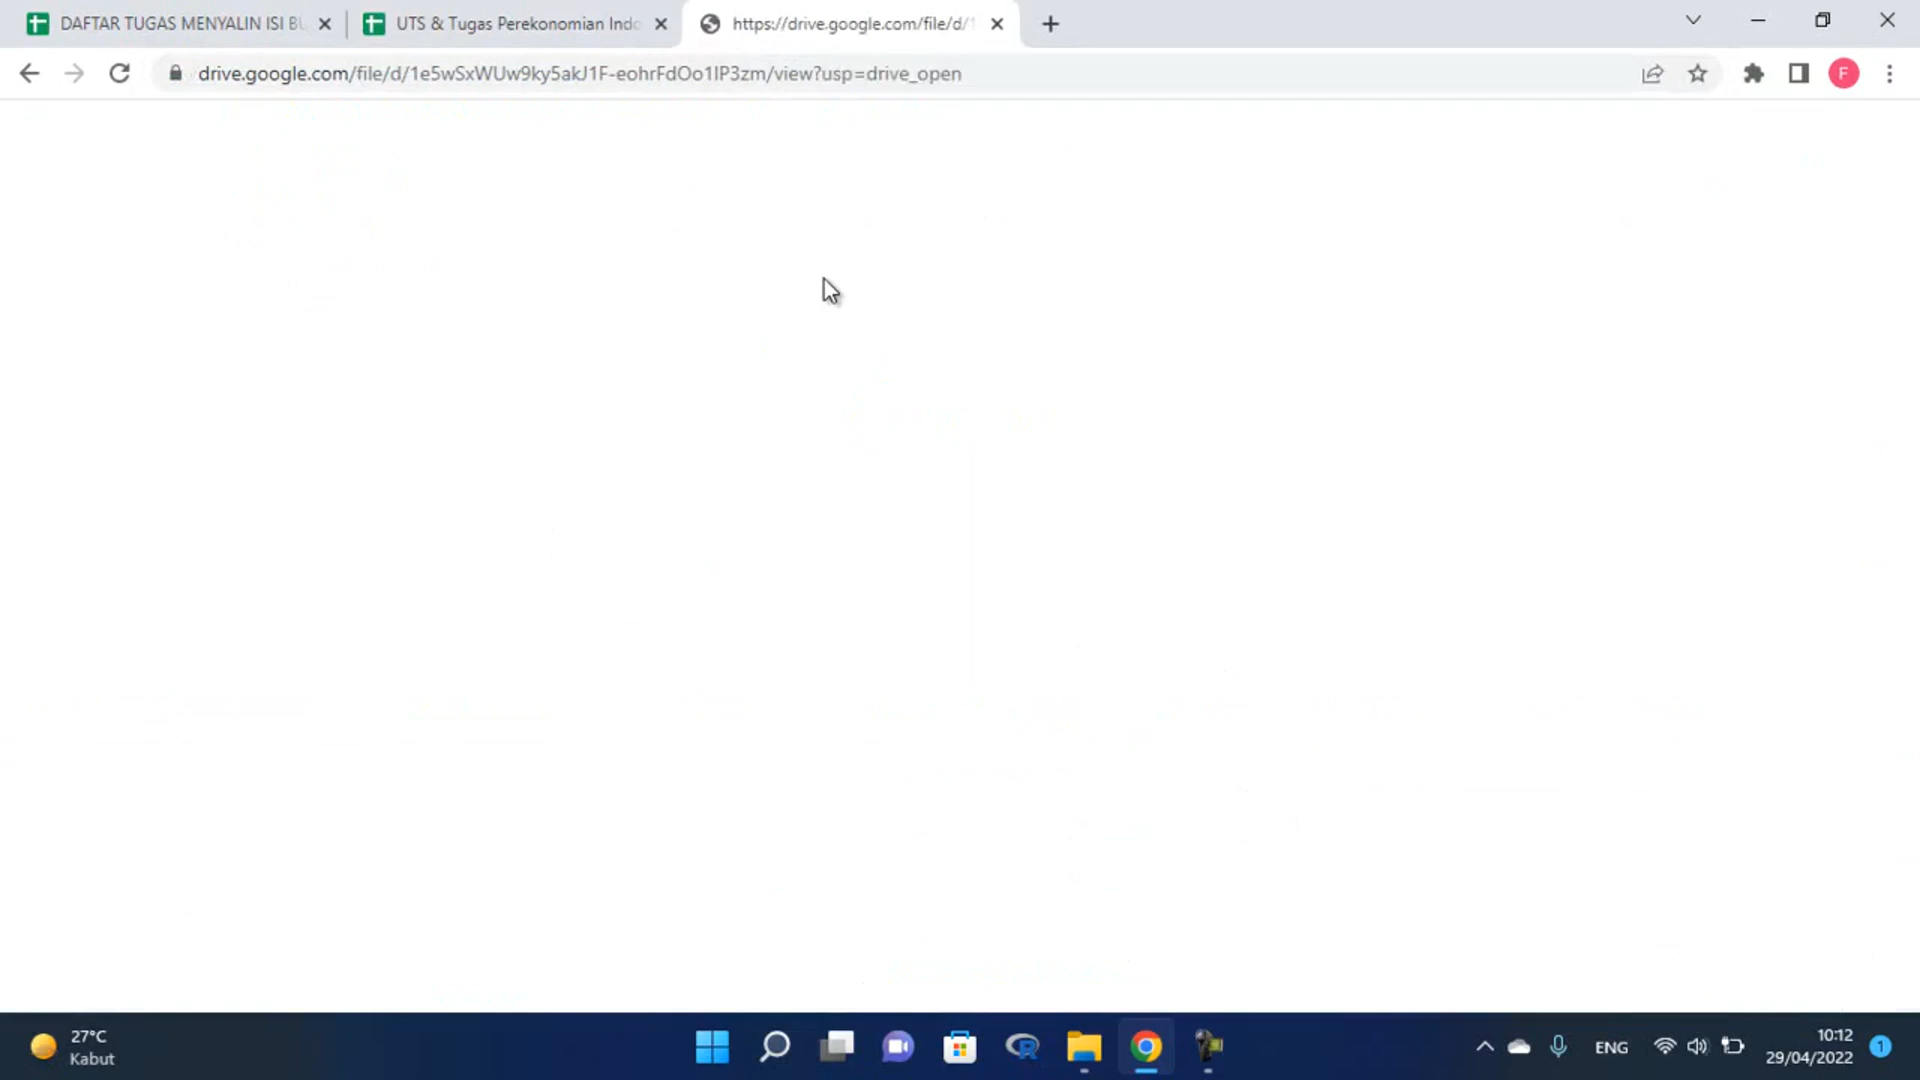 DAFTAR TUGAS MENYALIN ISI BU
UTS & Tugas Perekonomian Indo
https://drive.google.com/file/d/1
drive.google.com/file/d/1e5wSxWUw9ky5akJ1F-eohrFdOo1IP3zm/view?usp=drive_open
F
27°C
Kabut
R
ENG
10:12
29/04/2022
1